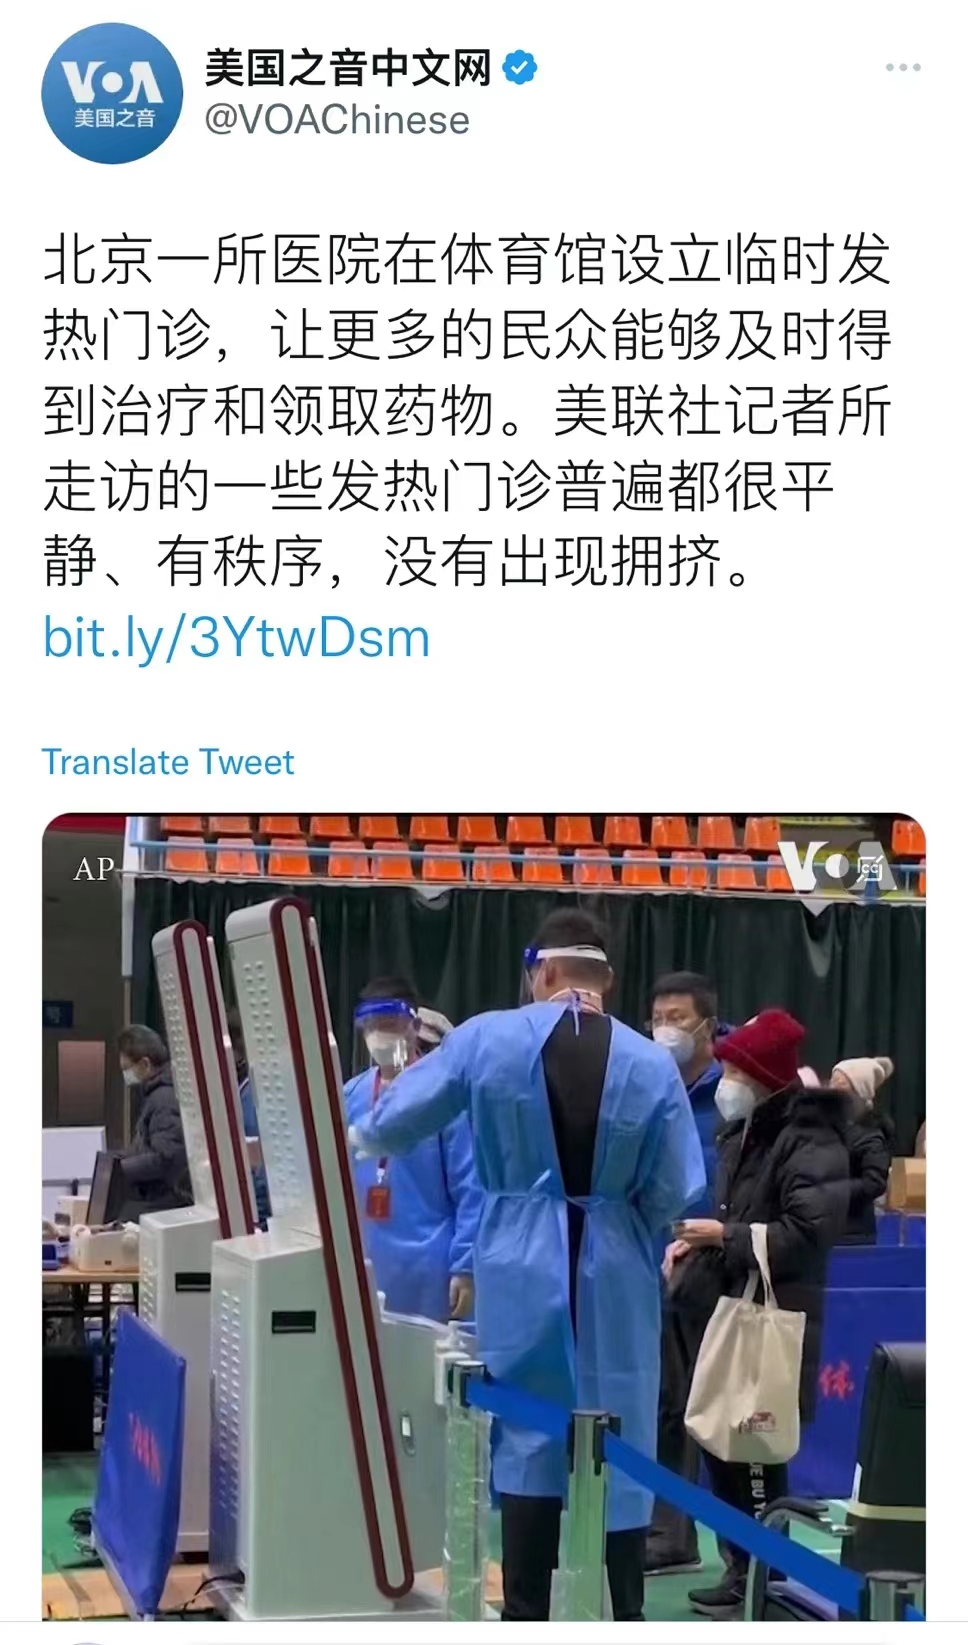 VOA
美国之音
美国之音中文网
@VOAChinese
北京一所医院在体育馆设立临时发
热门诊，让更多的民众能够及时得
到治疗和领取药物。美联社记者所
走访的一些发热门诊普遍都很平
静、有秩序，没有出现拥挤。
bit.ly/3YtwDsm
Translate Tweet
AP
VOA
cc
体